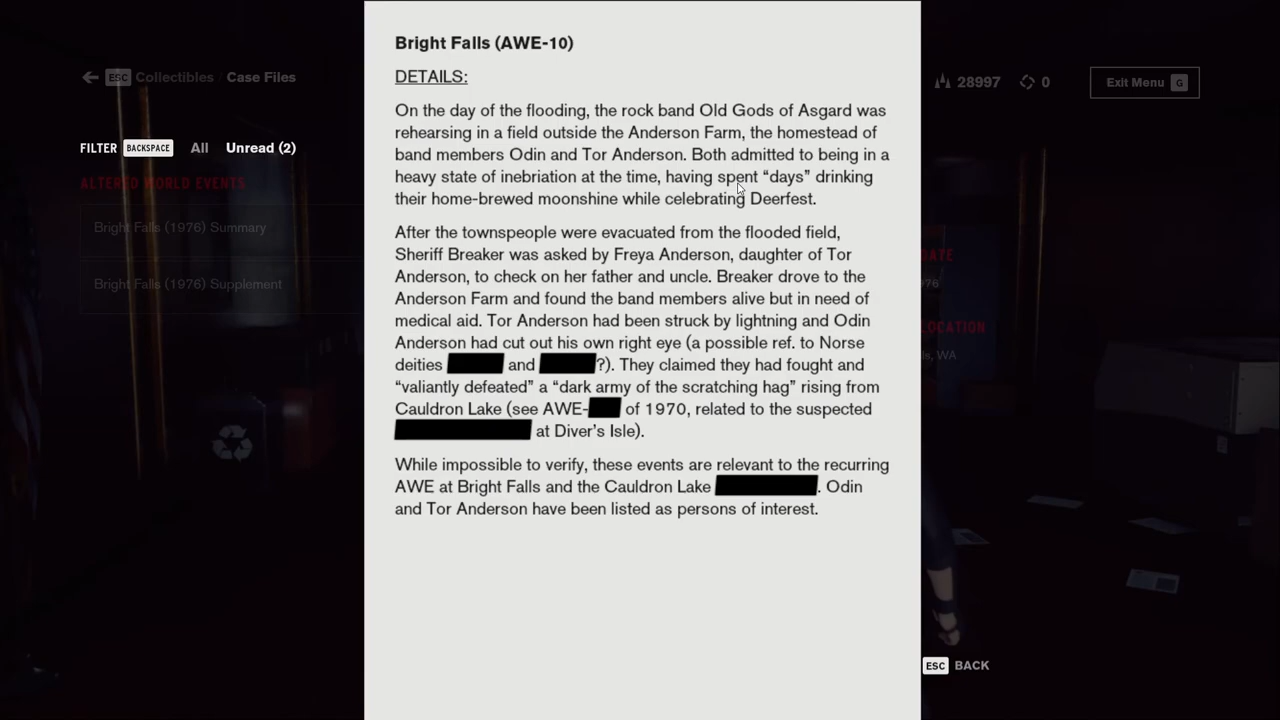 Bright Falls (AWE-10)
DETAILS:
On the day of the flooding, the rock band Old Gods of Asgard was
rehearsing in a field outside the Anderson Farm, the homestead of
band members Odin and Tor Anderson. Both admitted to being in a
heavy state of inebriation at the time, having spent “days” drinking
their home-brewed moonshine while celebrating Deerfest.
After the townspeople were evacuated from the flooded field,
Sheriff Breaker was asked by Freya Anderson, daughter of Tor
Anderson, to check on her father and uncle. Breaker drove to the
Anderson Farm and found the band members alive but in need of
medical aid. Tor Anderson had been struck by lightning and Odin
Anderson had cut out his own right eye (a possible ref. to Norse
deities and ?). They claimed they had fought and
“valiantly defeated” a “dark army of the scratching hag” rising from
Cauldron Lake (see AWE- of 1970, related to the suspected
at Diver’s Isle).
While impossible to verify, these events are relevant to the recurring
AWE at Bright Falls and the Cauldron Lake . Odin
and Tor Anderson have been listed as persons of interest.
ESC Collectibles / Case Files
FILTER BACKSPACE All Unread (2)
ALTERED WORLD EVENTS
Bright Falls (1976) Summary
Bright Falls (1976) Supplement
28997 0
Exit Menu G
DATE
976
LOCATION
ls, WA
ESC BACK